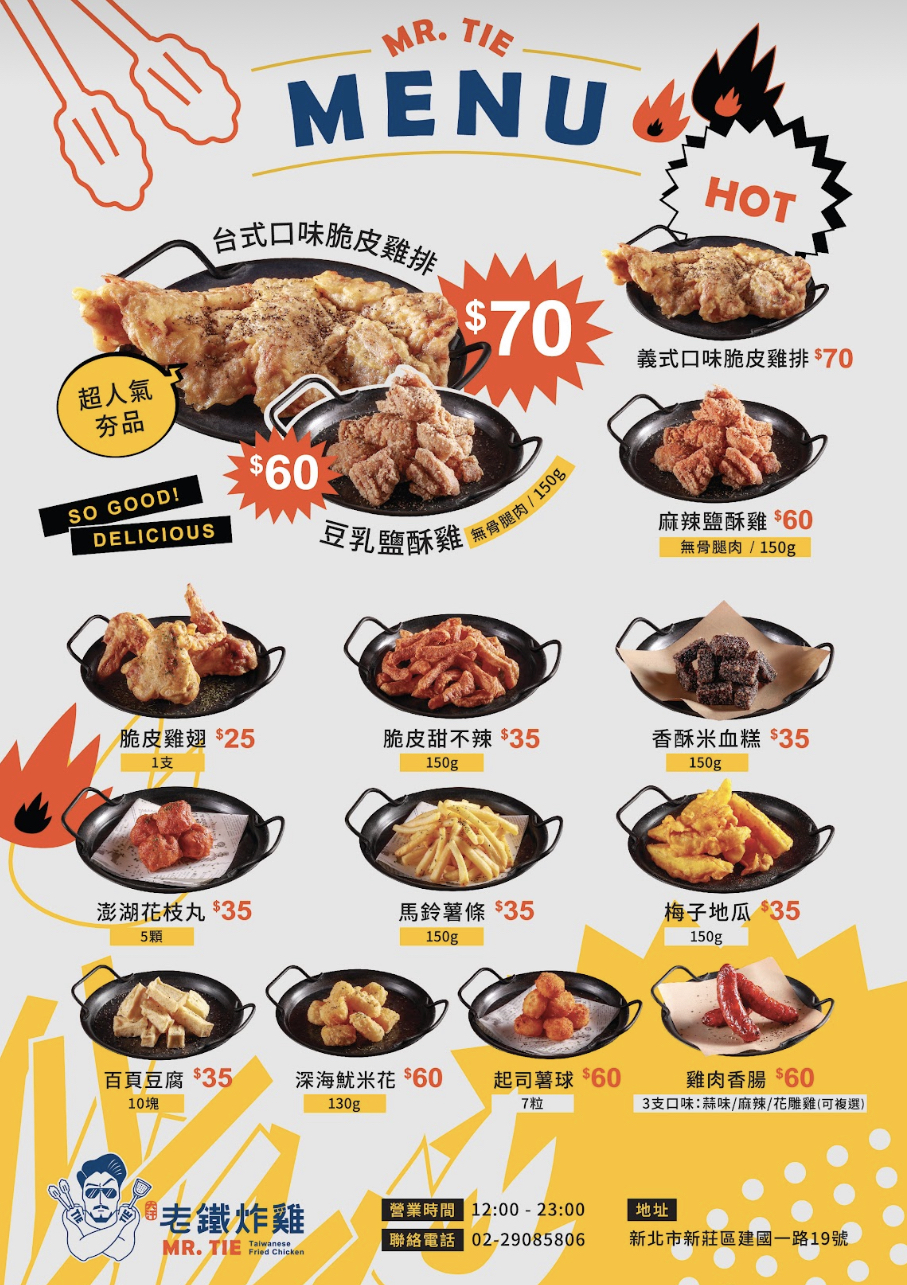 MR. TIE
MENU
HOT
台式口味脆皮雞排
$70
義式口味脆皮雞排 $70
超人氣
夯品
$60
豆乳鹽酥雞
無骨腿肉 / 150g
麻辣鹽酥雞 $60
無骨腿肉 / 150g
SO GOOD!
DELICIOUS
脆皮雞翅 $25
1支
脆皮甜不辣 $35
150g
香酥米血糕 $35
150g
澎湖花枝丸 $35
5顆
馬鈴薯條 $35
150g
梅子地瓜 $35
150g
百頁豆腐 $35
10塊
深海魷米花 $60
130g
起司薯球 $60
7粒
雞肉香腸 $60
3支口味:蒜味/麻辣/花雕雞(可複選)
TIE TIE
老鐵炸雞
MR. TIE
Taiwanese
Fried Chicken
營業時間 12:00 - 23:00
聯絡電話 02-29085806
地址
新北市新莊區建國一路19號